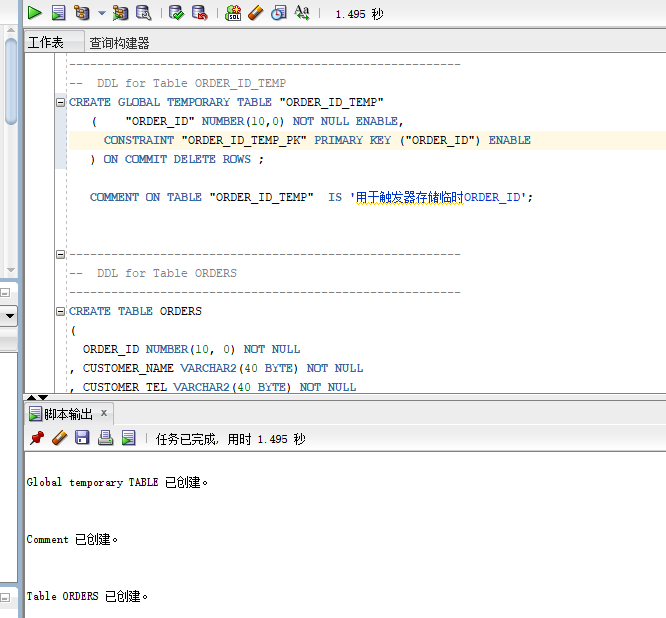 1.495 秒
工作表 查询构建器
--------------------------------------------------------
-- DDL for Table ORDER_ID_TEMP
CREATE GLOBAL TEMPORARY TABLE "ORDER_ID_TEMP"
( "ORDER_ID" NUMBER(10,0) NOT NULL ENABLE,
CONSTRAINT "ORDER_ID_TEMP_PK" PRIMARY KEY ("ORDER_ID") ENABLE
) ON COMMIT DELETE ROWS ;
COMMENT ON TABLE "ORDER_ID_TEMP" IS '用于触发器存储临时ORDER_ID';
--------------------------------------------------------
-- DDL for Table ORDERS
--------------------------------------------------------
CREATE TABLE ORDERS
(
ORDER_ID NUMBER(10, 0) NOT NULL
, CUSTOMER_NAME VARCHAR2(40 BYTE) NOT NULL
, CUSTOMER_TEL VARCHAR2(40 BYTE) NOT NULL
脚本输出 ×
任务已完成, 用时 1.495 秒
Global temporary TABLE 已创建。
Comment 已创建。
Table ORDERS 已创建。